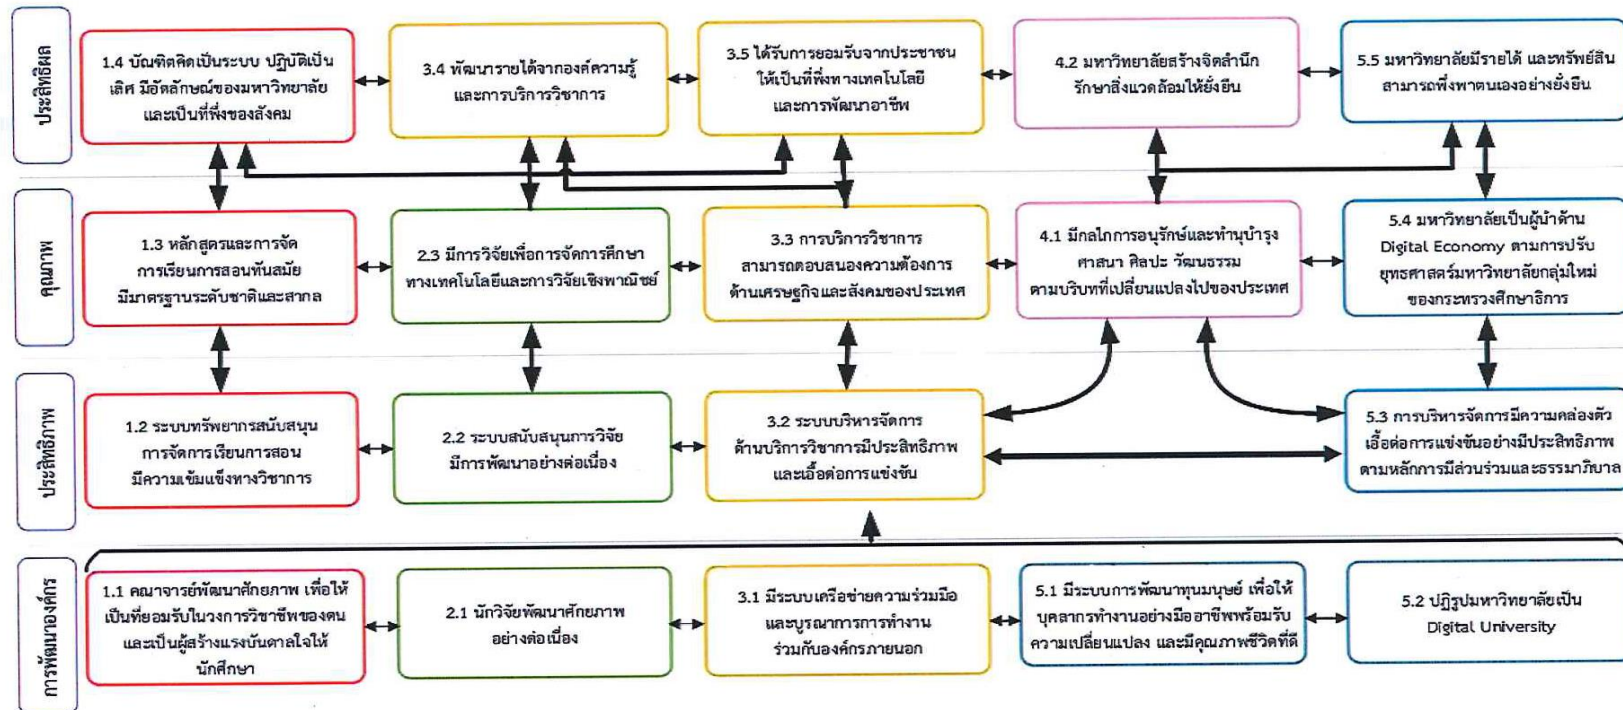 ประสิทธิผล
1.4 บัณฑิตคิดเป็นระบบ ปฏิบัติเป็น
เลิศ มีอัตลักษณ์ของมหาวิทยาลัย
และเป็นที่พึ่งของสังคม
3.4 พัฒนารายได้จากองค์ความรู้
และการบริการวิชาการ
3.5 ได้รับการยอมรับจากประชาชน
ให้เป็นที่พึ่งทางเทคโนโลยี
และการพัฒนาอาชีพ
4.2 มหาวิทยาลัยสร้างจิตสำนึก
รักษาสิ่งแวดล้อมให้ยั่งยืน
5.5 มหาวิทยาลัยมีรายได้ และทรัพย์สิน
สามารถพึ่งพาตนเองอย่างยั่งยืน
คุณภาพ
1.3 หลักสูตรและการจัด
การเรียนการสอนทันสมัย
มีมาตรฐานระดับชาติและสากล
2.3 มีการวิจัยเพื่อการจัดการศึกษา
ทางเทคโนโลยีและการวิจัยเชิงพาณิชย์
3.3 การบริการวิชาการ
สามารถตอบสนองความต้องการ
ด้านเศรษฐกิจและสังคมของประเทศ
4.1 มีกลไกการอนุรักษ์และทำนุบำรุง
ศาสนา ศิลปะ วัฒนธรรม
ตามบริบทที่เปลี่ยนแปลงไปของประเทศ
5.4 มหาวิทยาลัยเป็นผู้นำด้าน
Digital Economy ตามการปรับ
ยุทธศาสตร์มหาวิทยาลัยกลุ่มใหม่
ของกระทรวงศึกษาธิการ
ประสิทธิภาพ
1.2 ระบบทรัพยากรสนับสนุน
การจัดการเรียนการสอน
มีความเข้มแข็งทางวิชาการ
2.2 ระบบสนับสนุนการวิจัย
มีการพัฒนาอย่างต่อเนื่อง
3.2 ระบบบริหารจัดการ
ด้านบริการวิชาการมีประสิทธิภาพ
และเอื้อต่อการแข่งขัน
5.3 การบริหารจัดการมีความคล่องตัว
เอื้อต่อการแข่งขันอย่างมีประสิทธิภาพ
ตามหลักการมีส่วนร่วมและธรรมาภิบาล
การพัฒนาองค์กร
1.1 คณาจารย์พัฒนาศักยภาพ เพื่อให้
เป็นที่ยอมรับในวงการวิชาชีพของตน
และเป็นผู้สร้างแรงบันดาลใจให้
นักศึกษา
2.1 นักวิจัยพัฒนาศักยภาพ
อย่างต่อเนื่อง
3.1 มีระบบเครือข่ายความร่วมมือ
และบูรณาการการทำงาน
ร่วมกับองค์กรภายนอก
5.1 มีระบบการพัฒนาทุนมนุษย์ เพื่อให้
บุคลากรทำงานอย่างมืออาชีพพร้อมรับ
ความเปลี่ยนแปลง และมีคุณภาพชีวิตที่ดี
5.2 ปฏิรูปมหาวิทยาลัยเป็น
Digital University